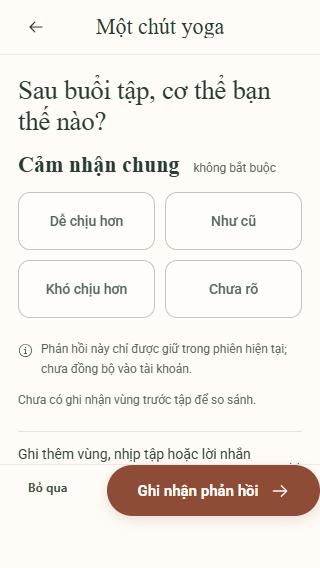 Một chút yoga
Sau buổi tập, cơ thể bạn
thế nào?
Cảm nhận chung không bắt buộc
Dễ chịu hơn
Như cũ
Khó chịu hơn
Chưa rõ
Phản hồi này chỉ được giữ trong phiên hiện tại;
chưa đồng bộ vào tài khoản.
Chưa có ghi nhận vùng trước tập để so sánh.
Ghi thêm vùng, nhịp tập hoặc lời nhắn
Bỏ qua
Ghi nhận phản hồi